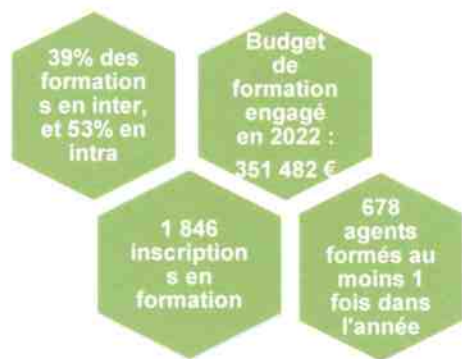 39% des
formation
s en inter,
et 53% en
intra
Budget
de
formation
engagé
en 2022 :
351 482 €
1 846
inscription
s en
formation
678
agents
formés au
moins 1
fois dans
l'année